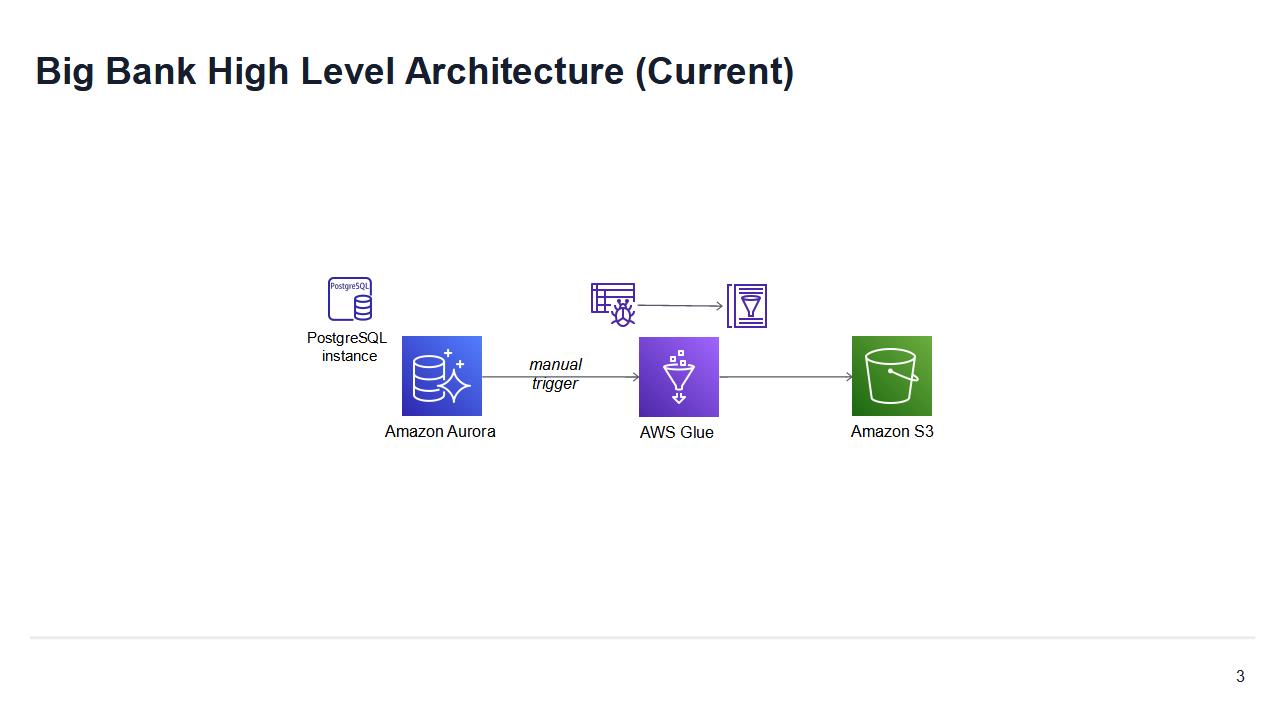 Big Bank High Level Architecture (Current)
PostgreSQL
PostgreSQL
instance
manual
trigger
Amazon Aurora
AWS Glue
Amazon S3
3